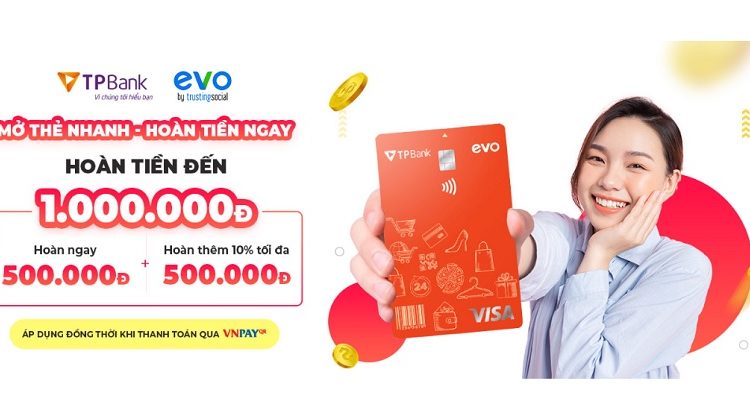 TPBank
Vì chúng tôi hiểu bạn
evo
by trustingsocial
MỞ THẺ NHANH - HOÀN TIỀN NGAY
HOÀN TIỀN ĐẾN
1.000.000Đ
Hoàn ngay
500.000Đ
+
Hoàn thêm 10% tối đa
500.000Đ
ÁP DỤNG ĐỒNG THỜI KHI THANH TOÁN QUA VNPAYQR
TPBank
evo
24
VISA